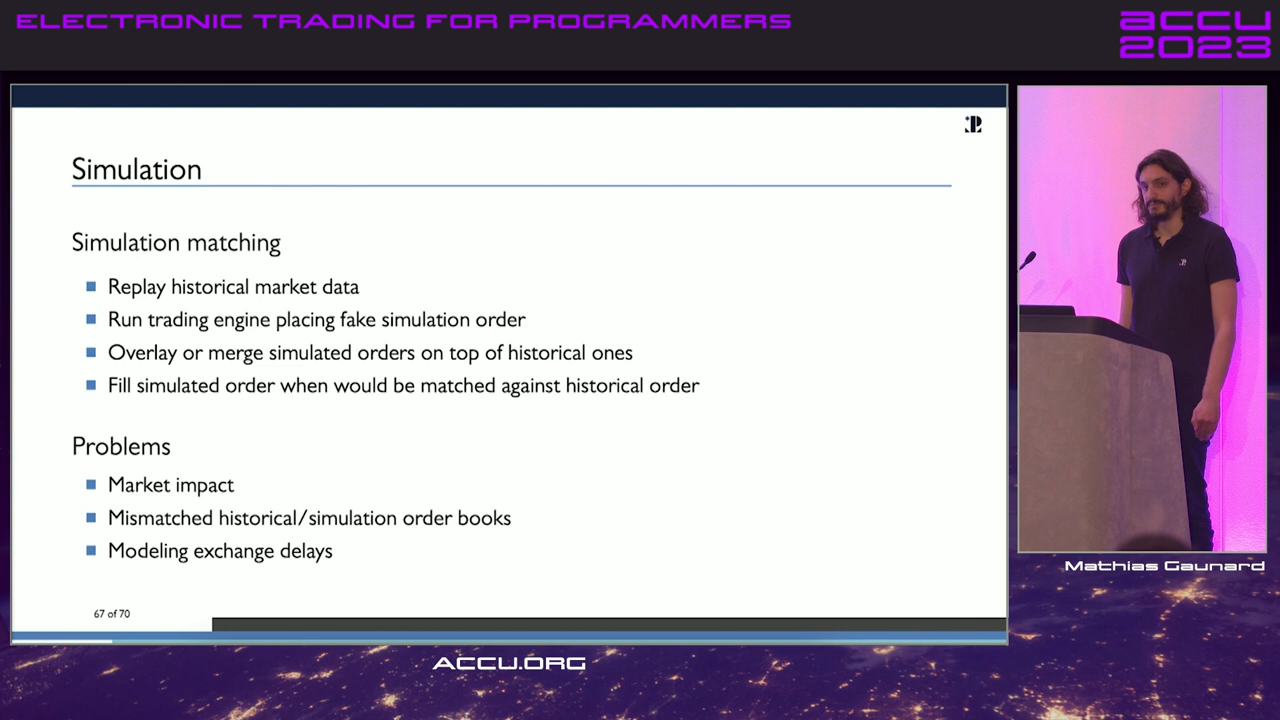 ELECTRONIC TRADING FOR PROGRAMMERS
accu
2023
Simulation
Simulation matching
Replay historical market data
Run trading engine placing fake simulation order
Overlay or merge simulated orders on top of historical ones
Fill simulated order when would be matched against historical order
Problems
Market impact
Mismatched historical/simulation order books
Modeling exchange delays
67 of 70
Mathias Gaunard
ACCU.ORG